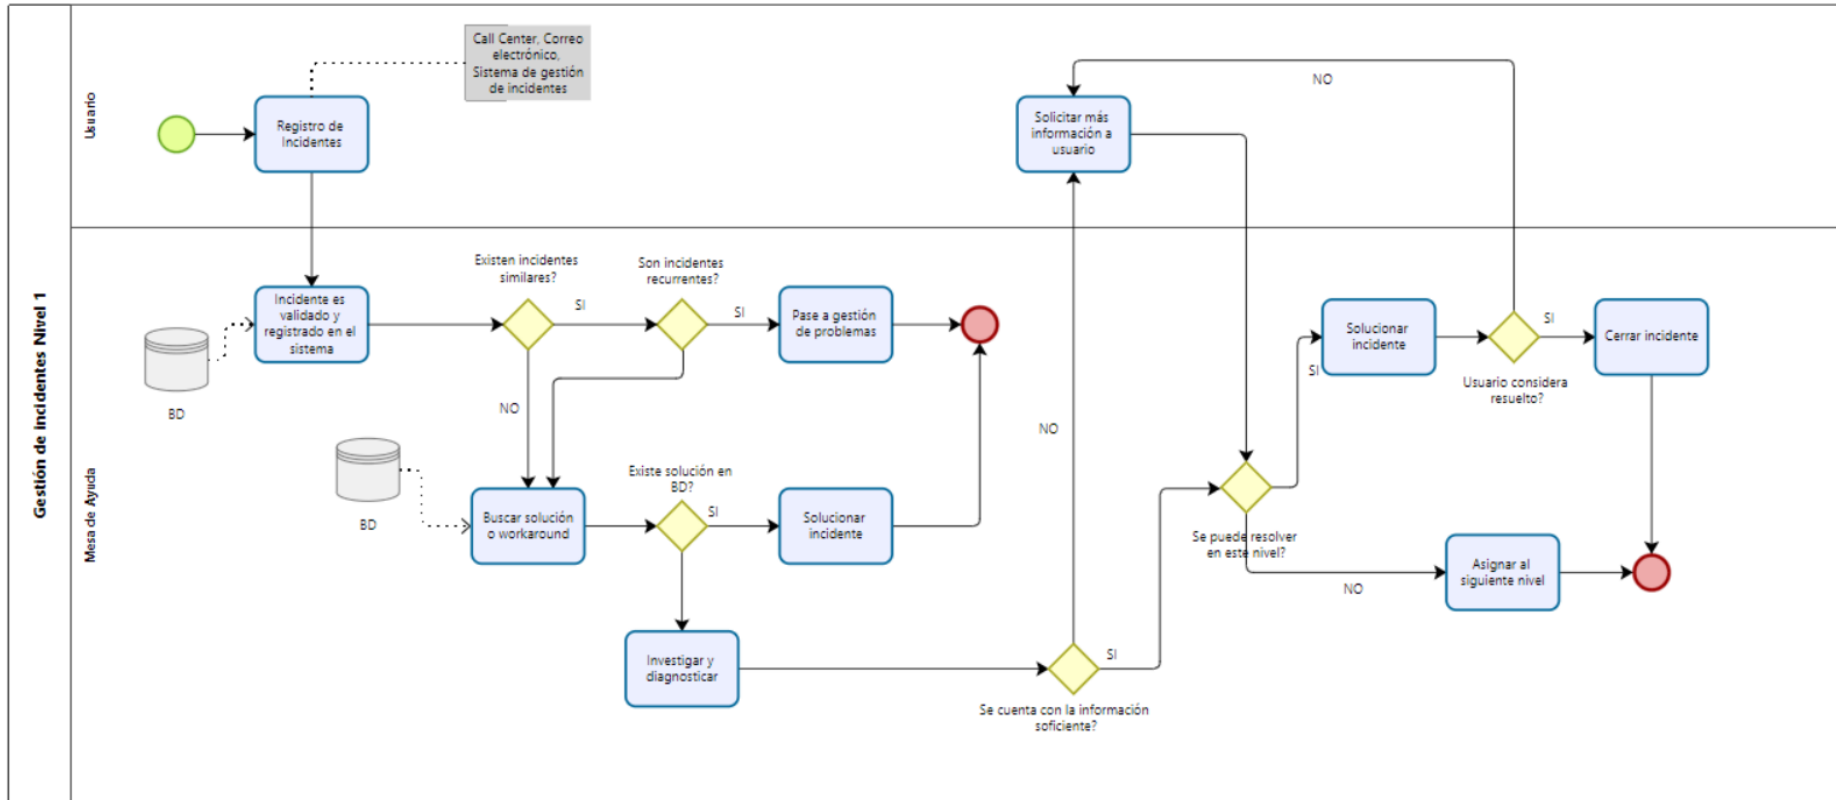 Gestión de incidentes Nivel 1
Usuario
Call Center, Correo
electrónico,
Sistema de gestión
de incidentes
Registro de
Incidentes
Solicitar más
información a
usuario
NO
Mesa de Ayuda
Incidente es
validado y
registrado en el
sistema
BD
Existen incidentes
similares?
SI
NO
Son incidentes
recurrentes?
SI
Pase a gestión
de problemas
BD
Buscar solución
o workaround
Existe solución en
BD?
SI
Solucionar
incidente
Investigar y
diagnosticar
Se cuenta con la información
soficiente?
NO
SI
Se puede resolver
en este nivel?
SI
NO
Solucionar
incidente
Usuario considera
resuelto?
SI
Cerrar incidente
Asignar al
siguiente nivel